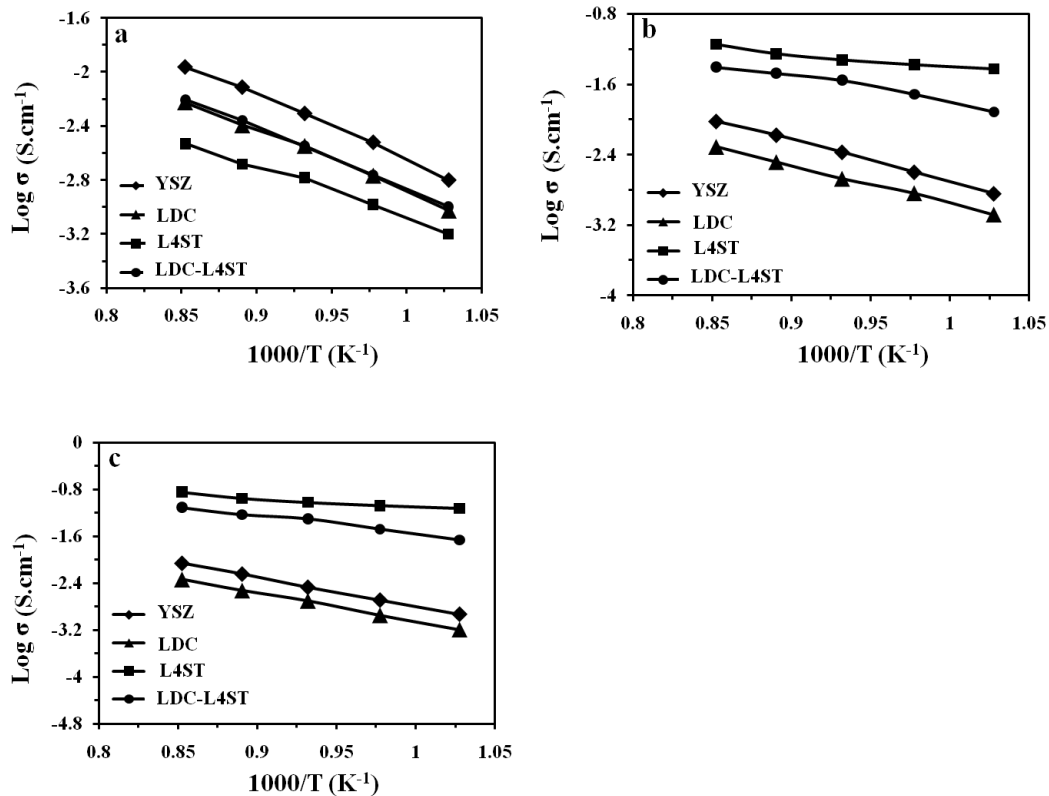 a
-1.6
-2
-2.4
-2.8
-3.2
-3.6
Log σ (S.cm-1)
YSZ
LDC
L4ST
LDC-L4ST
0.8 0.85 0.9 0.95 1 1.05
1000/T (K-1)
b
-0.8
-1.6
-2.4
-3.2
-4
Log σ (S.cm-1)
YSZ
LDC
L4ST
LDC-L4ST
0.8 0.85 0.9 0.95 1 1.05
1000/T (K-1)
c
0
-0.8
-1.6
-2.4
-3.2
-4
-4.8
Log σ (S.cm-1)
YSZ
LDC
L4ST
LDC-L4ST
0.8 0.85 0.9 0.95 1 1.05
1000/T (K-1)